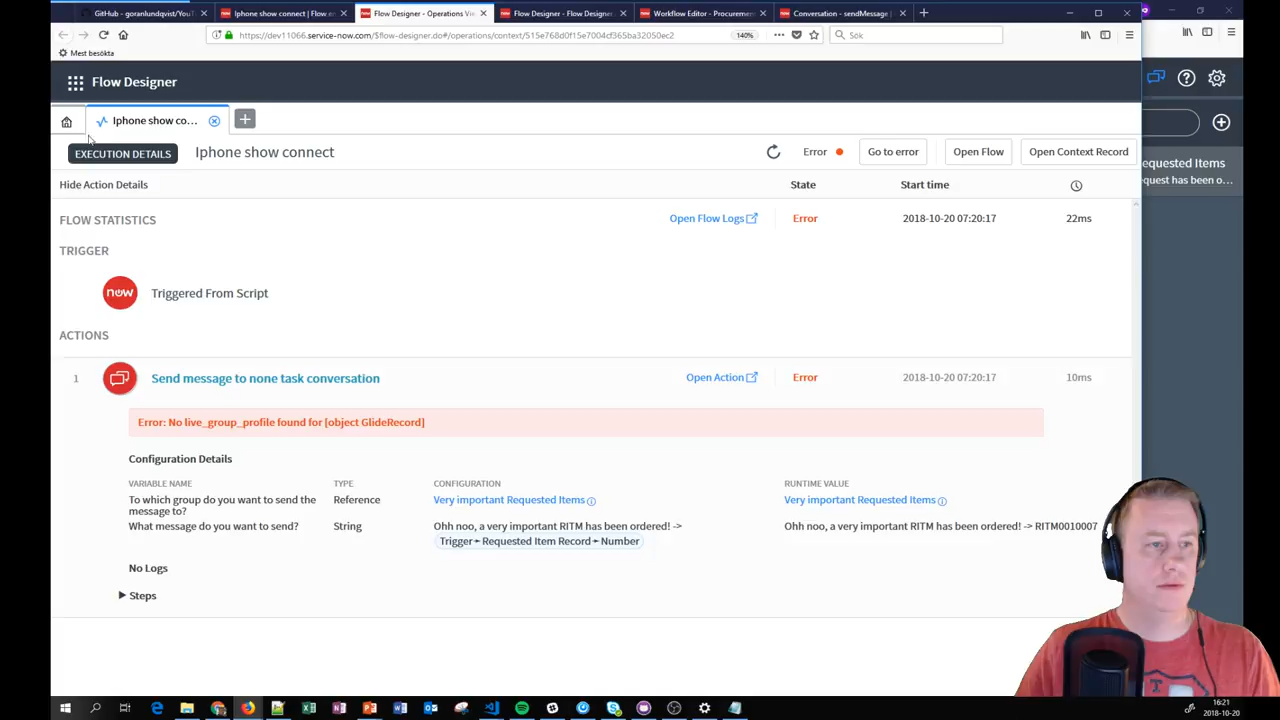 GitHub - goranlundqvist/YouT
Iphone show connect | Flow en
Flow Designer - Operations Vie
Flow Designer - Flow Designer
Workflow Editor - Procuremen
Conversation - sendMessage |
https://dev11066.service-now.com/$flow-designer.do#/operations/context/515e768d0f15e7004cf365ba32050ec2
140%
Sök
Mest besökta
Flow Designer
Iphone show co...
EXECUTION DETAILS
Iphone show connect
Error
Go to error
Open Flow
Open Context Record
equested Items
quest has been o...
Hide Action Details
State
Start time
FLOW STATISTICS
Open Flow Logs
Error
2018-10-20 07:20:17
22ms
TRIGGER
now
Triggered From Script
ACTIONS
1
Send message to none task conversation
Open Action
Error
2018-10-20 07:20:17
10ms
Error: No live_group_profile found for [object GlideRecord]
Configuration Details
VARIABLE NAME
TYPE
CONFIGURATION
RUNTIME VALUE
To which group do you want to send the
message to?
Reference
Very important Requested Items
Very important Requested Items
What message do you want to send?
String
Ohh noo, a very important RITM has been ordered! ->
Trigger➛Requested Item Record➛Number
Ohh noo, a very important RITM has been ordered! -> RITM0010007
No Logs
Steps
16:21
2018-10-20